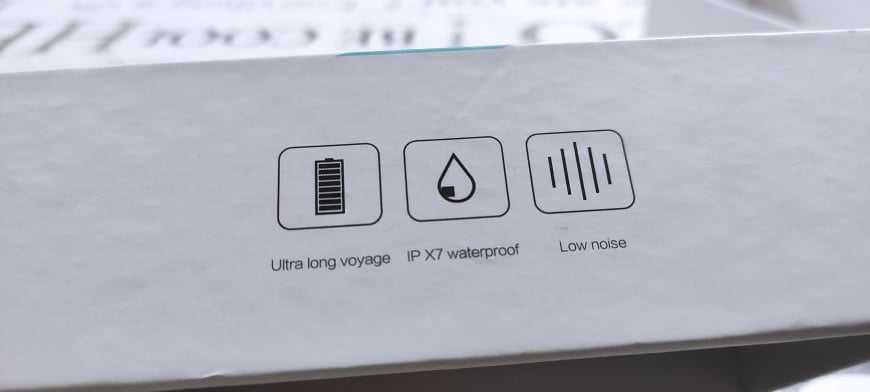 Ultra long voyage
IP X7 waterproof
Low noise